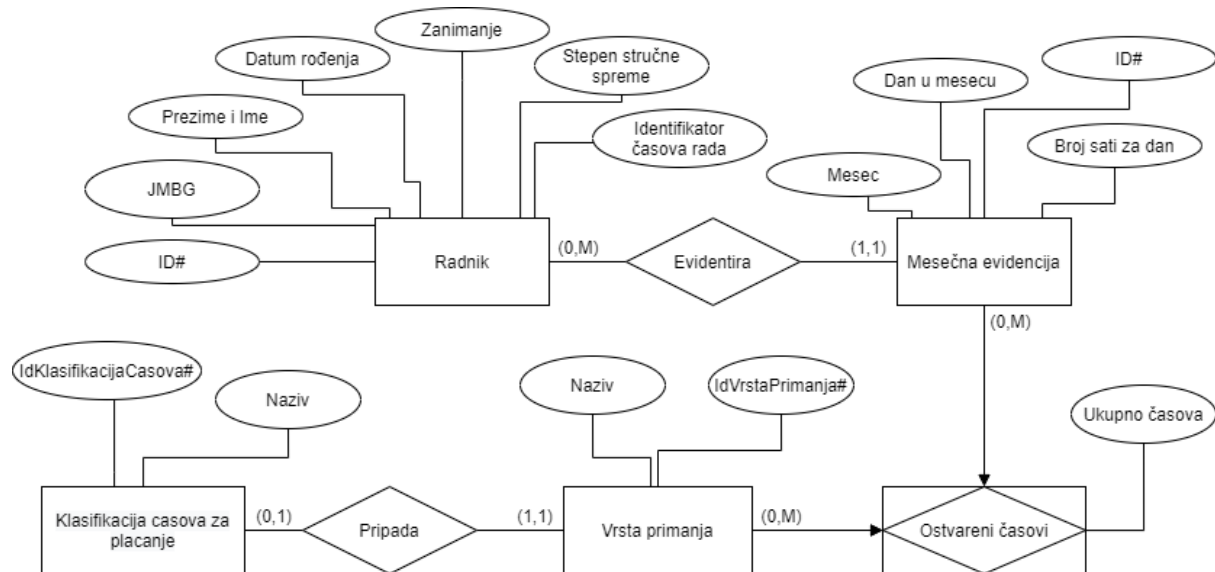 Zanimanje
Datum rođenja
Stepen stručne
spreme
Dan u mesecu
ID#
Prezime i Ime
Identifikator
časova rada
Broj sati za dan
Mesec
JMBG
ID#
Radnik
(0,M)
Evidentira
(1,1)
Mesečna evidencija
(0,M)
IdKlasifikacijaCasova#
Naziv
Naziv
IdVrstaPrimanja#
Ukupno časova
Klasifikacija casova za
placanje
(0,1)
Pripada
(1,1)
Vrsta primanja
(0,M)
Ostvareni časovi